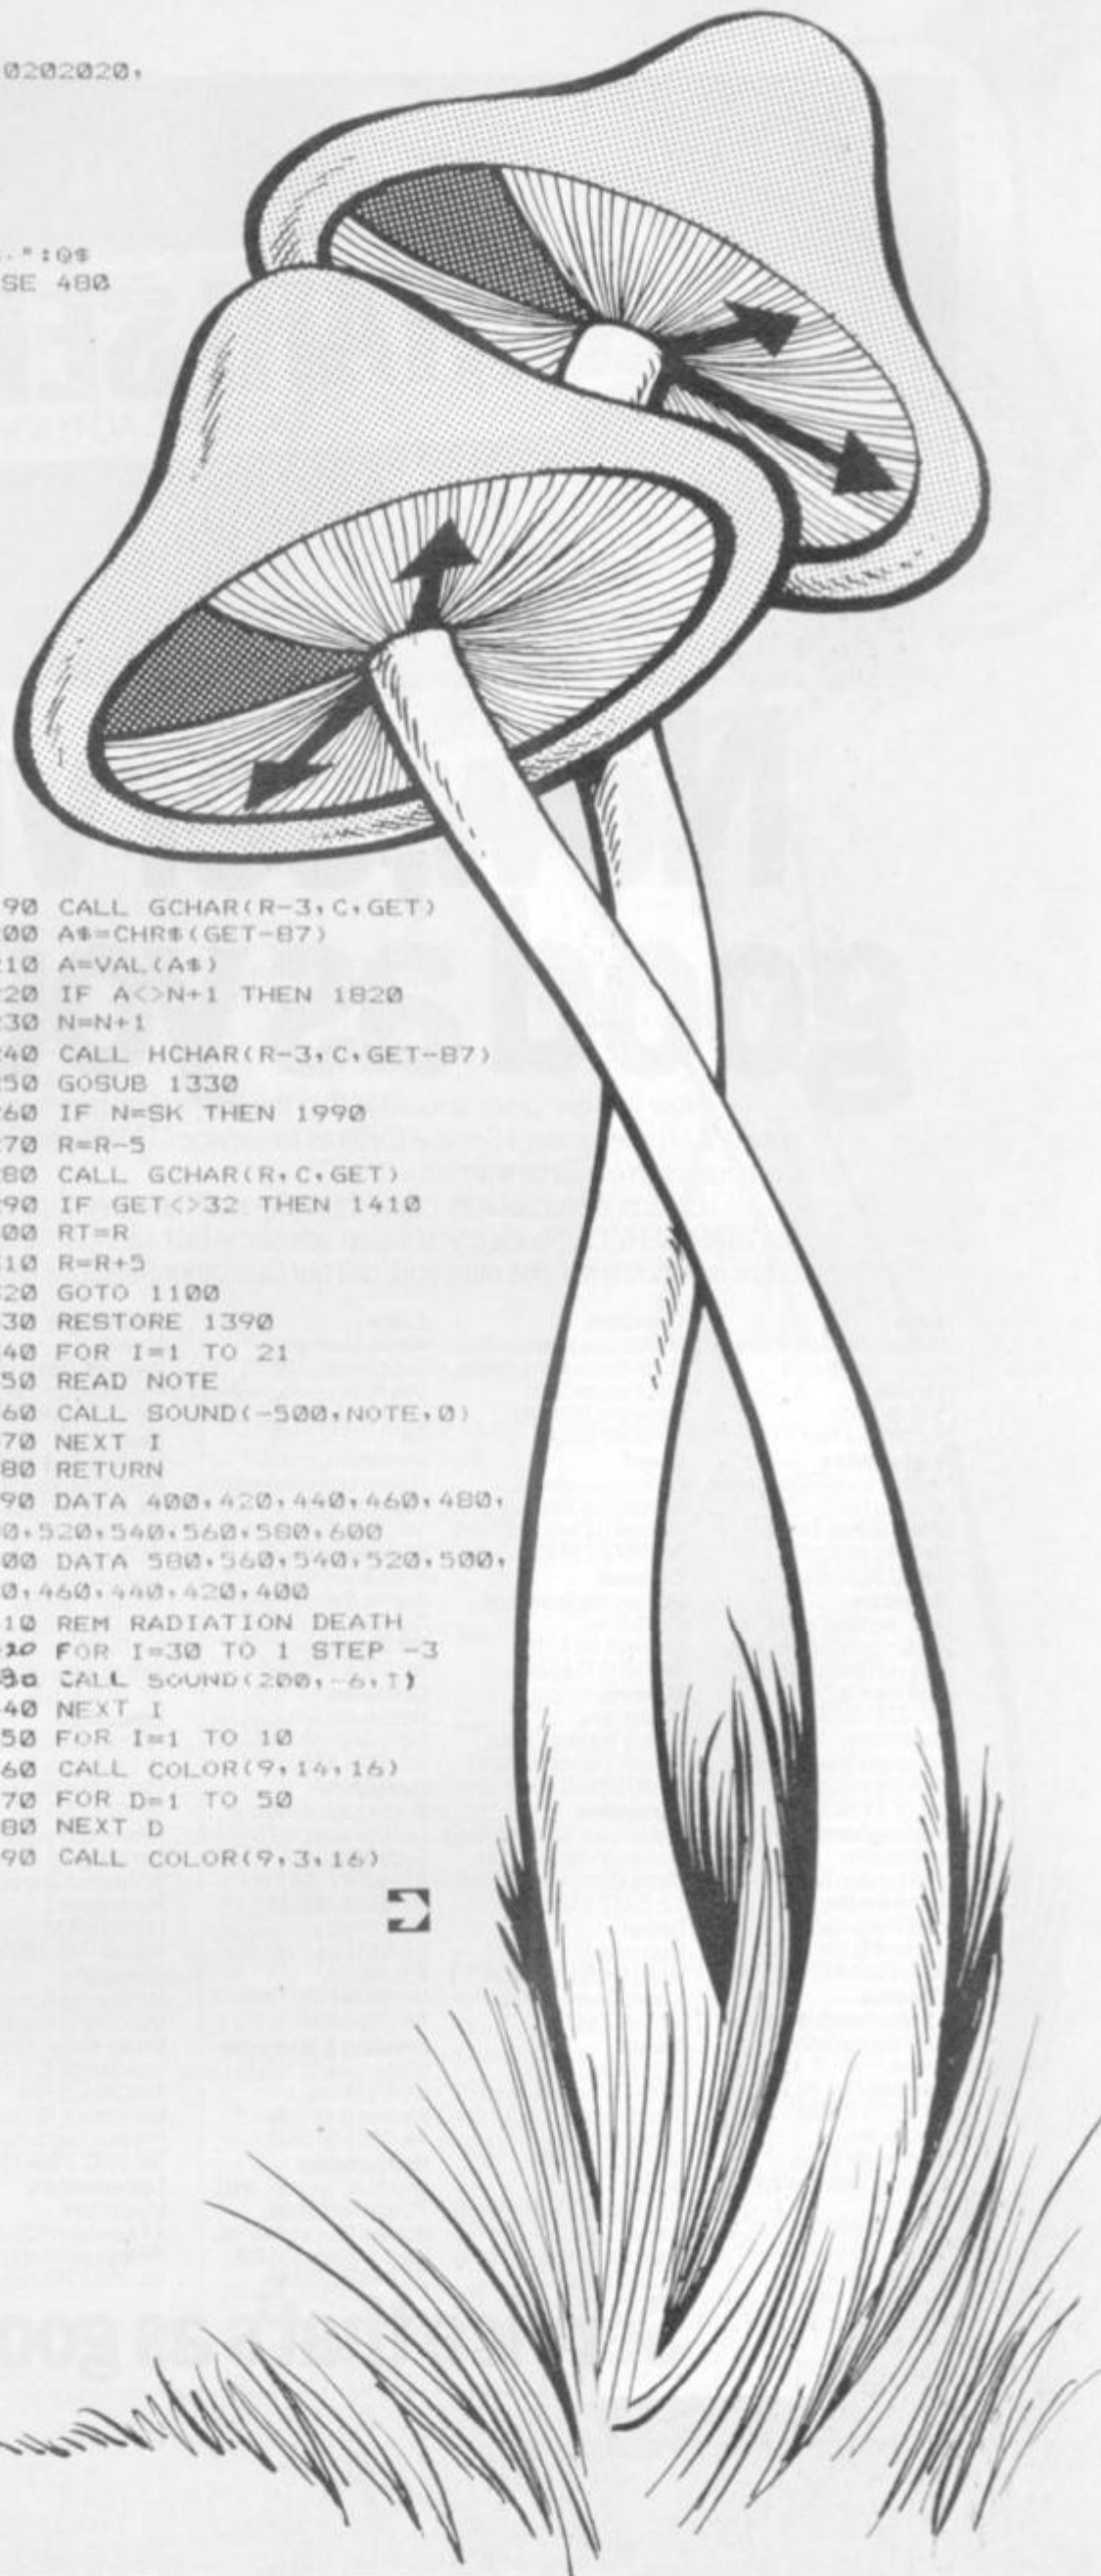 0202020,
.":Q$
SE 480
90 CALL GCHAR(R-3,C,GET)
00 A$=CHR$(GET-87)
10 A=VAL(A$)
20 IF A<>N+1 THEN 1820
30 N=N+1
40 CALL HCHAR(R-3,C,GET-87)
50 GOSUB 1330
60 IF N=SK THEN 1990
70 R=R-5
80 CALL GCHAR(R,C,GET)
90 IF GET<>32 THEN 1410
00 RT=R
10 R=R+5
20 GOTO 1100
30 RESTORE 1390
40 FOR I=1 TO 21
50 READ NOTE
60 CALL SOUND(-500,NOTE,0)
70 NEXT I
80 RETURN
90 DATA 400,420,440,460,480,
0,520,540,560,580,600
00 DATA 580,560,540,520,500,
0,460,440,420,400
10 REM RADIATION DEATH
20 FOR I=30 TO 1 STEP -3
30 CALL SOUND(200,-6,I)
40 NEXT I
50 FOR I=1 TO 10
60 CALL COLOR(9,14,16)
70 FOR D=1 TO 50
80 NEXT D
90 CALL COLOR(9,3,16)